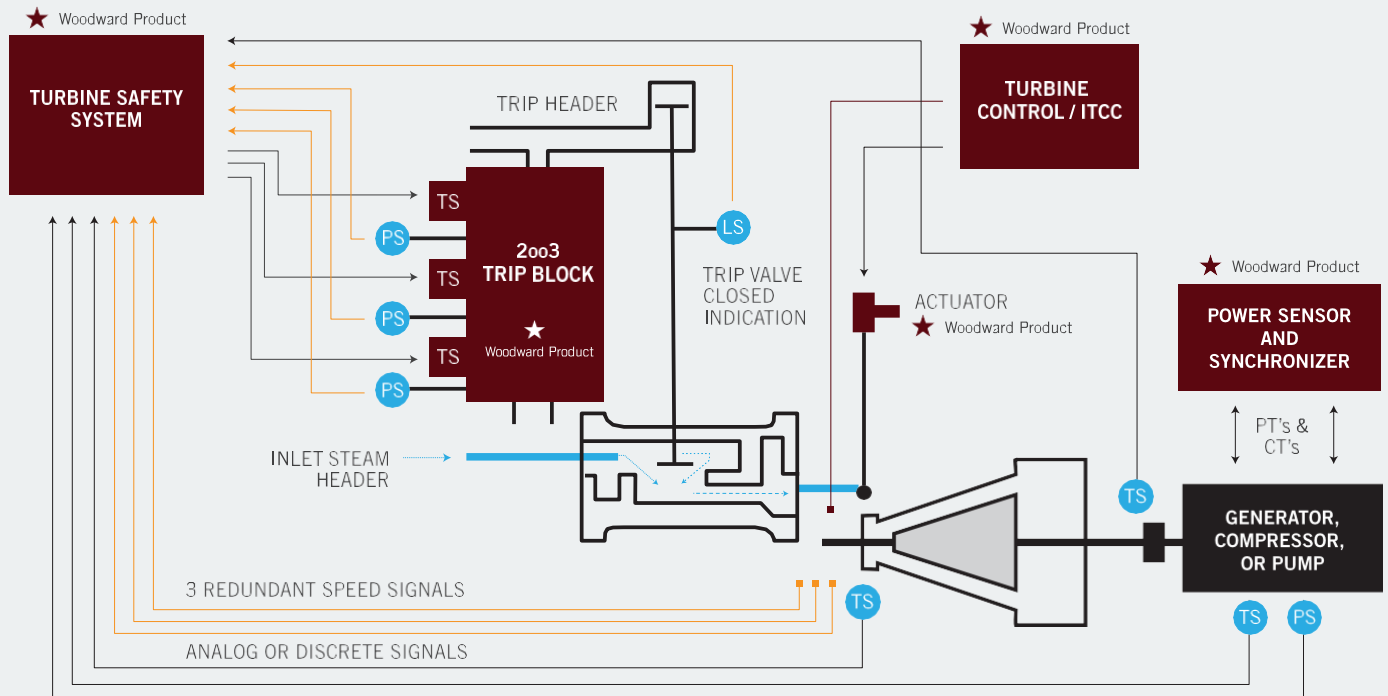 Woodward Product
TURBINE SAFETY
SYSTEM
TRIP HEADER
Woodward Product
TURBINE
CONTROL / ITCC
TS
PS
TS
PS
TS
PS
2oo3
TRIP BLOCK
Woodward Product
LS
TRIP VALVE
CLOSED
INDICATION
ACTUATOR
Woodward Product
Woodward Product
POWER SENSOR
AND
SYNCHRONIZER
PT's &
CT's
INLET STEAM
HEADER
TS
GENERATOR,
COMPRESSOR,
OR PUMP
3 REDUNDANT SPEED SIGNALS
TS
TS
PS
ANALOG OR DISCRETE SIGNALS